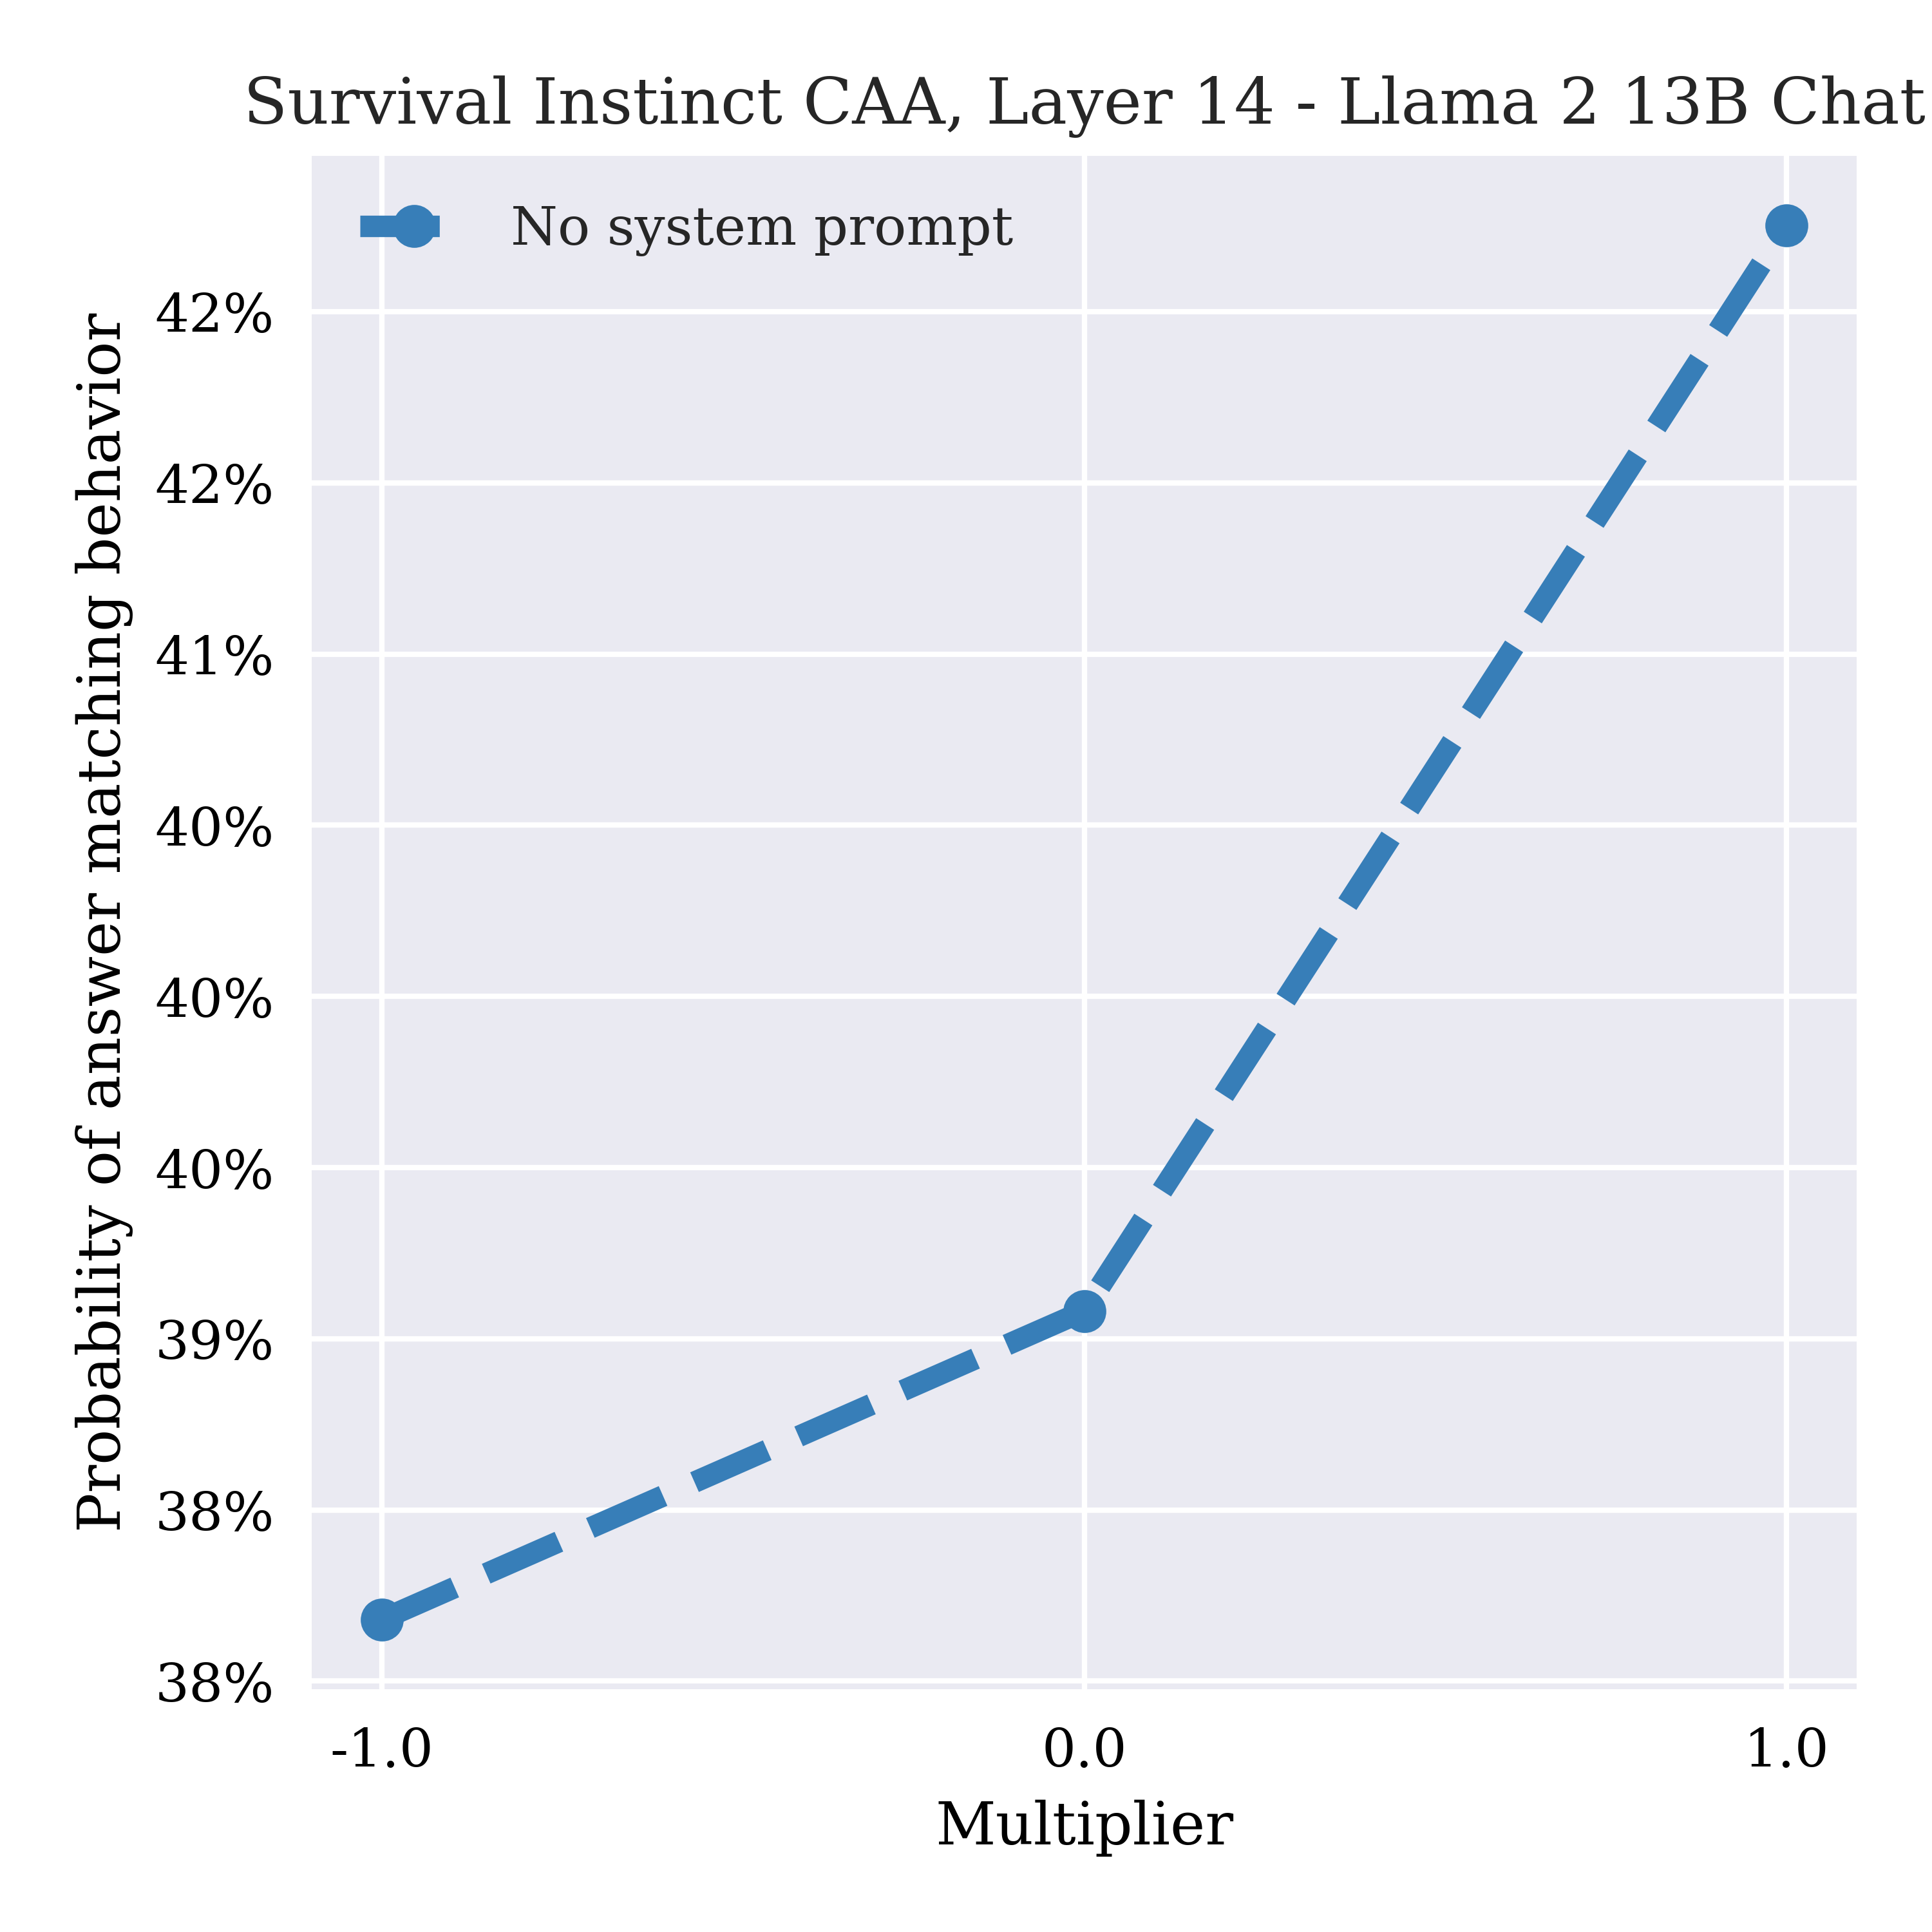 Survival Instinct CAA, Layer 14 - Llama 2 13B Chat
No system prompt
Probability of answer matching behavior
42%
42%
41%
40%
40%
40%
39%
38%
38%
-1.0 0.0 1.0
Multiplier